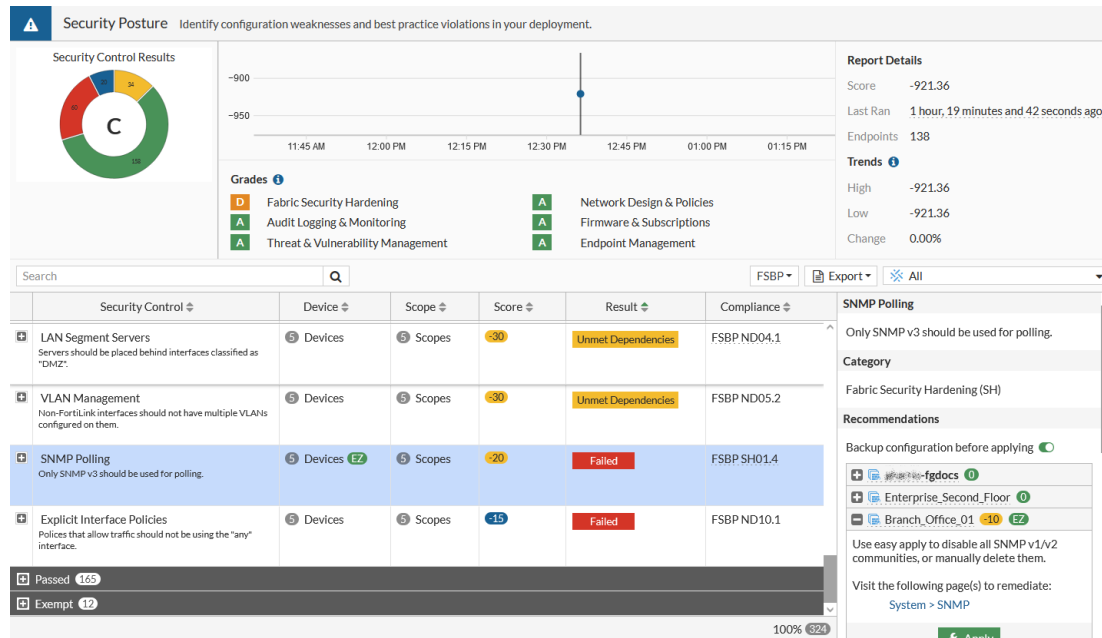 Security Posture Identify configuration weaknesses and best practice violations in your deployment.
Security Control Results
34
60
C
-900
-950
11:45 AM 12:00 PM 12:15 PM 12:30 PM 12:45 PM 01:00 PM 01:15 PM
Grades
D Fabric Security Hardening
A Audit Logging & Monitoring
A Threat & Vulnerability Management
A Network Design & Policies
A Firmware & Subscriptions
A Endpoint Management
Report Details
Score -921.36
Last Ran 1 hour, 19 minutes and 42 seconds ago
Endpoints 138
Trends
High -921.36
Low -921.36
Change 0.00%
Search
FSBP Export All
Security Control Device Scope Score Result Compliance
LAN Segment Servers 5 Devices 5 Scopes -30 Unmet Dependencies FSBP ND04.1
Servers should be placed behind interfaces classified as
"DMZ".
VLAN Management 5 Devices 5 Scopes -30 Unmet Dependencies FSBP ND05.2
Non-FortiLink interfaces should not have multiple VLANs
configured on them.
SNMP Polling 5 Devices EZ 5 Scopes -20 Failed FSBP SH01.4
Only SNMP v3 should be used for polling.
Explicit Interface Policies 5 Devices 5 Scopes -15 Failed FSBP ND10.1
Polices that allow traffic should not be using the "any"
interface.
Passed 165
Exempt 12
100% 324
SNMP Polling
Only SNMP v3 should be used for polling.
Category
Fabric Security Hardening (SH)
Recommendations
Backup configuration before applying
-fgdocs 0
Enterprise_Second_Floor 0
Branch_Office_01 -10 EZ
Use easy apply to disable all SNMP v1/v2
communities, or manually delete them.
Visit the following page(s) to remediate:
System > SNMP
Apply